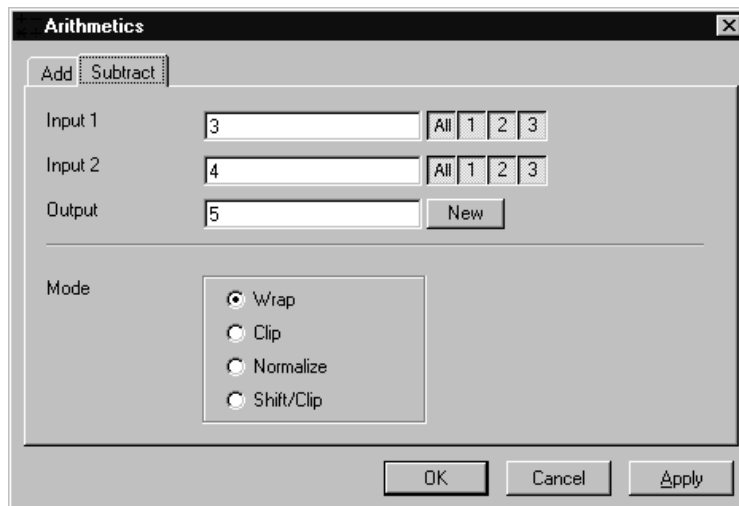 Arithmetics
Add Subtract
Input 1 3 All 1 2 3
Input 2 4 All 1 2 3
Output 5 New
Mode
Wrap
Clip
Normalize
Shift/Clip
OK Cancel Apply